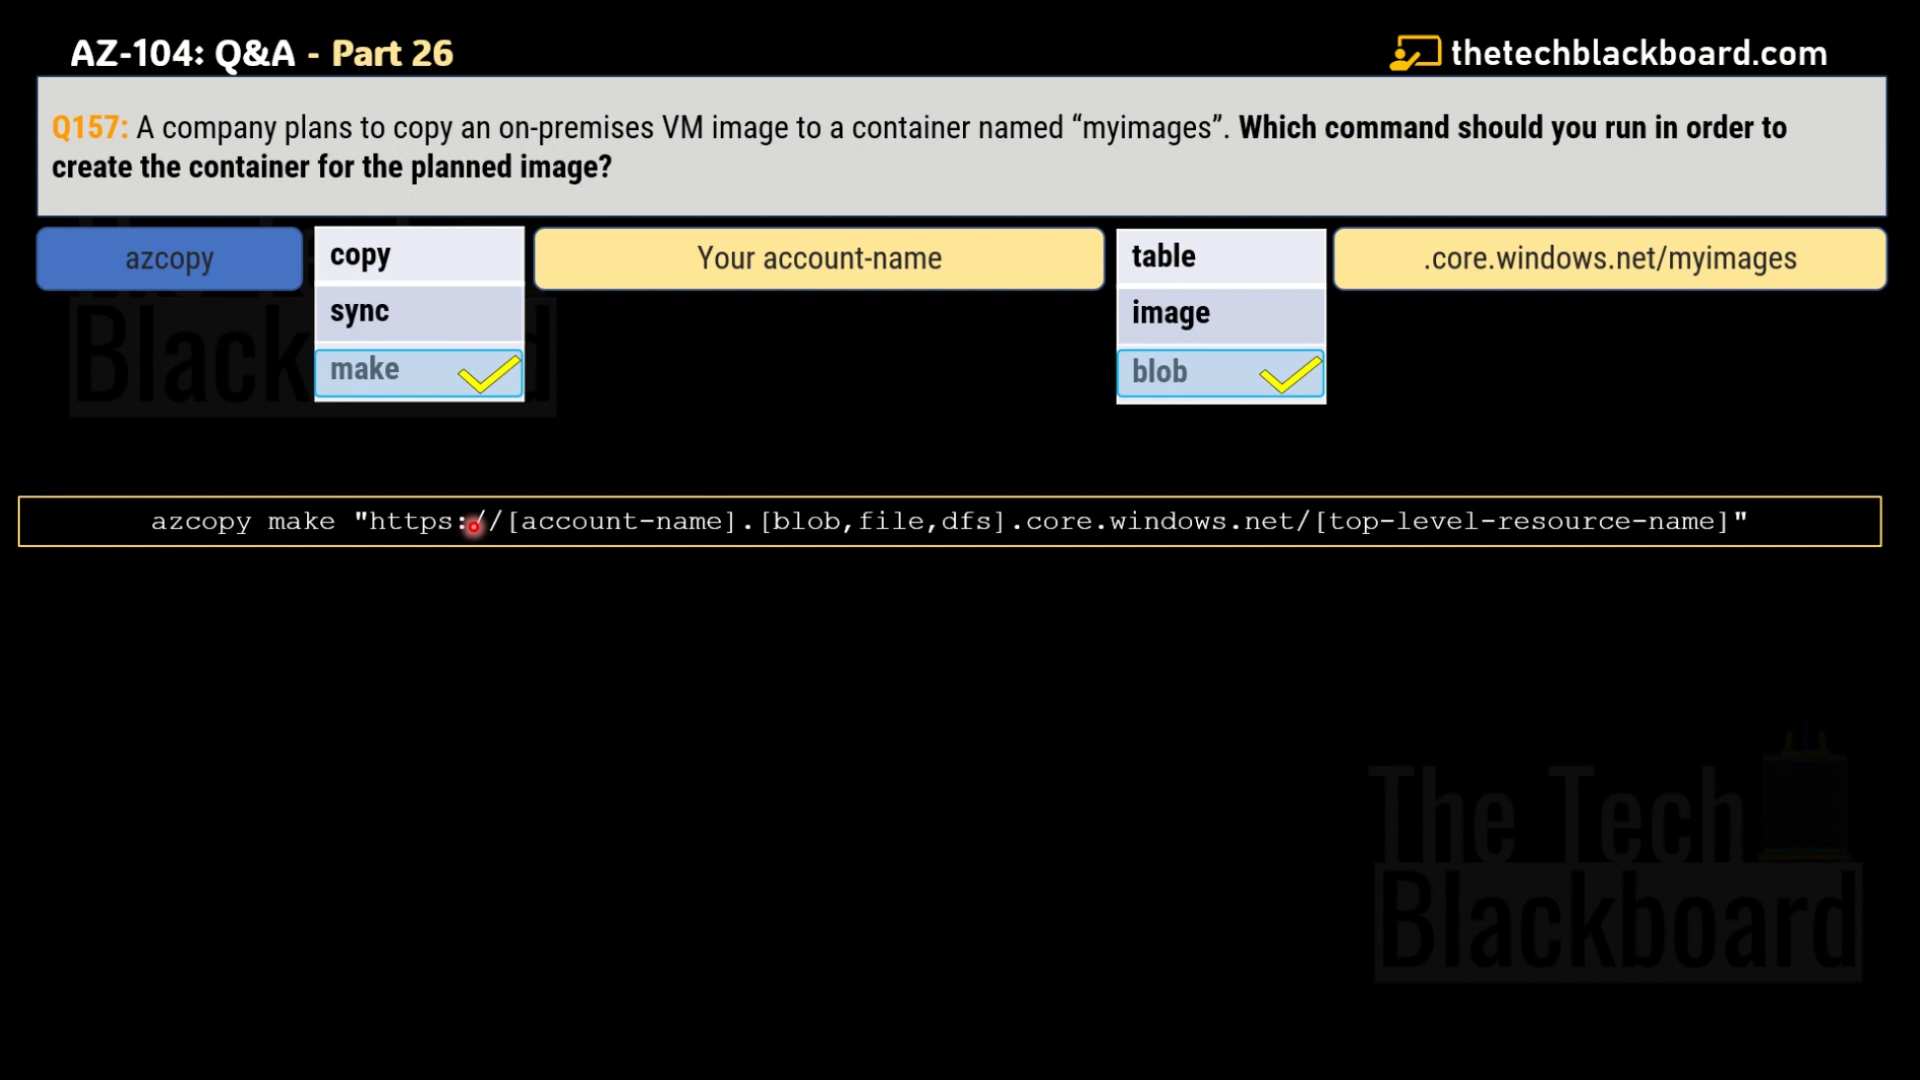 AZ-104: Q&A - Part 26
thetechblackboard.com
Q157: A company plans to copy an on-premises VM image to a container named “myimages”. Which command should you run in order to
create the container for the planned image?
azcopy
copy
sync
make
Your account-name
table
image
blob
.core.windows.net/myimages
Blackboard
azcopy make "https://[account-name].[blob,file,dfs].core.windows.net/[top-level-resource-name]"
The Tech
Blackboard